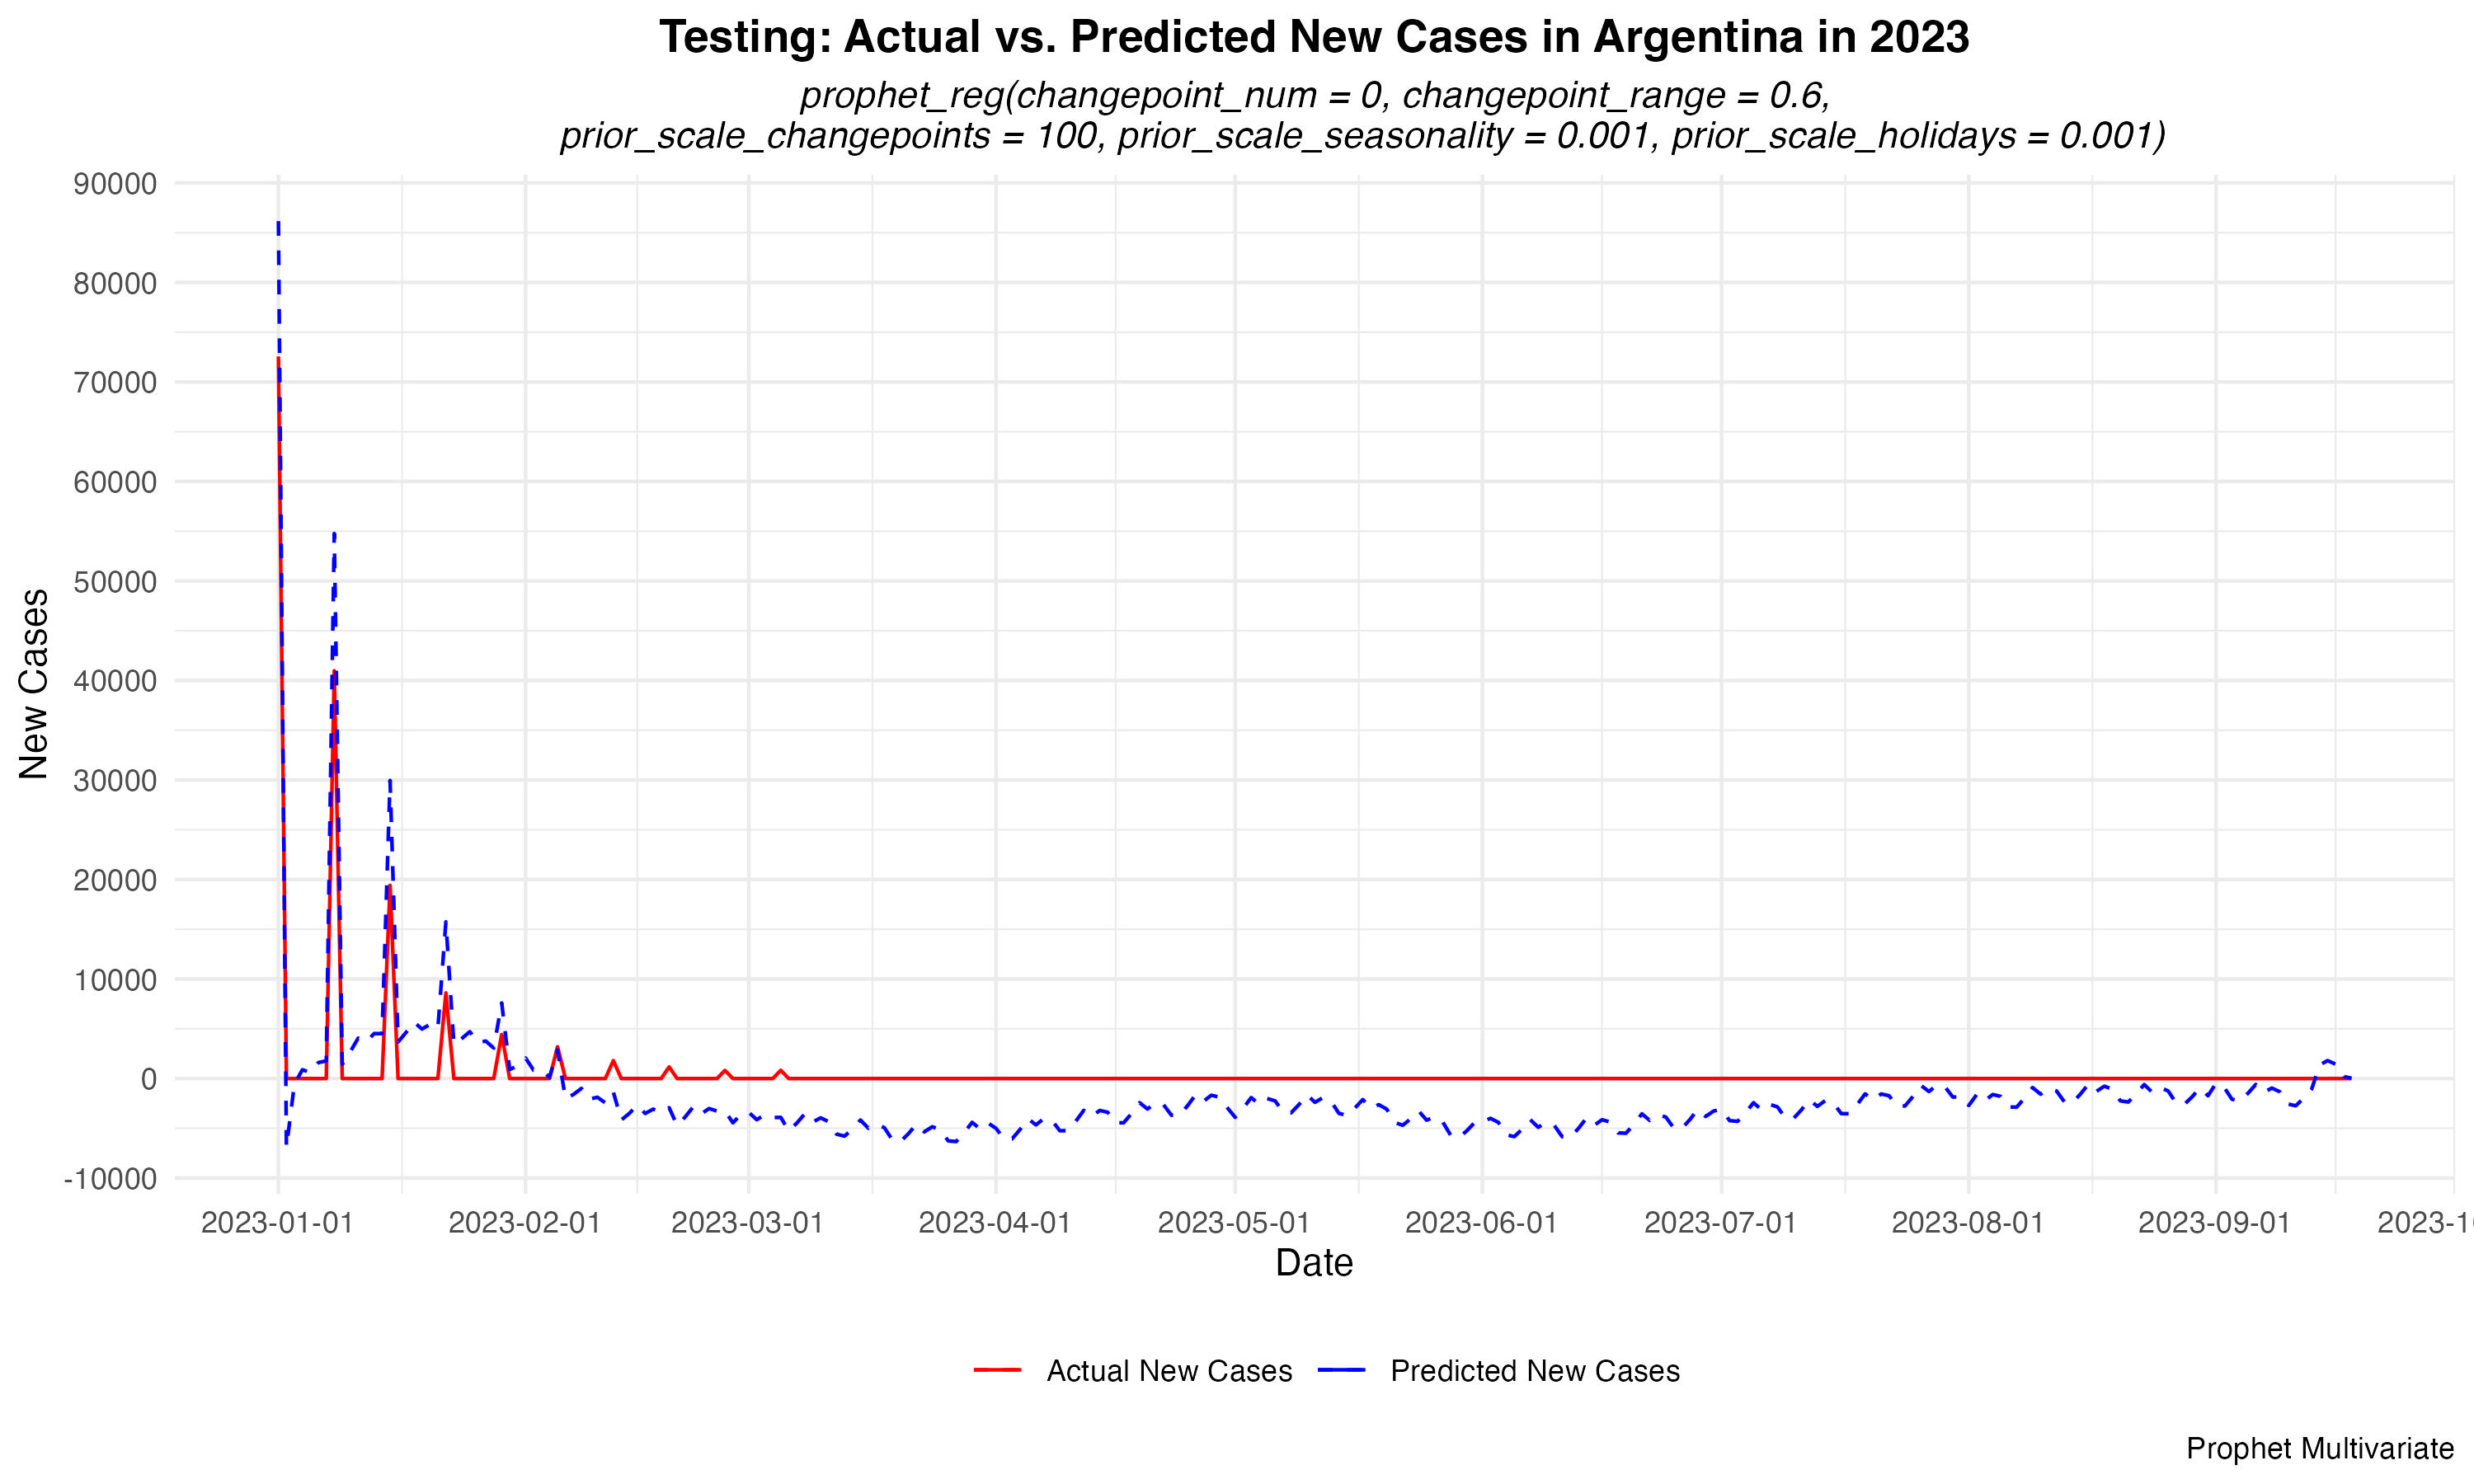 Testing: Actual vs. Predicted New Cases in Argentina in 2023
prophet_reg(changepoint_num = 0, changepoint_range = 0.6,
prior_scale_changepoints = 100, prior_scale_seasonality = 0.001, prior_scale_holidays = 0.001)
90000
80000
70000
60000
50000
40000
30000
20000
10000
0
-10000
New Cases
2023-01-01 2023-02-01 2023-03-01 2023-04-01 2023-05-01 2023-06-01 2023-07-01 2023-08-01 2023-09-01 2023-1
Date
Actual New Cases Predicted New Cases
Prophet Multivariate